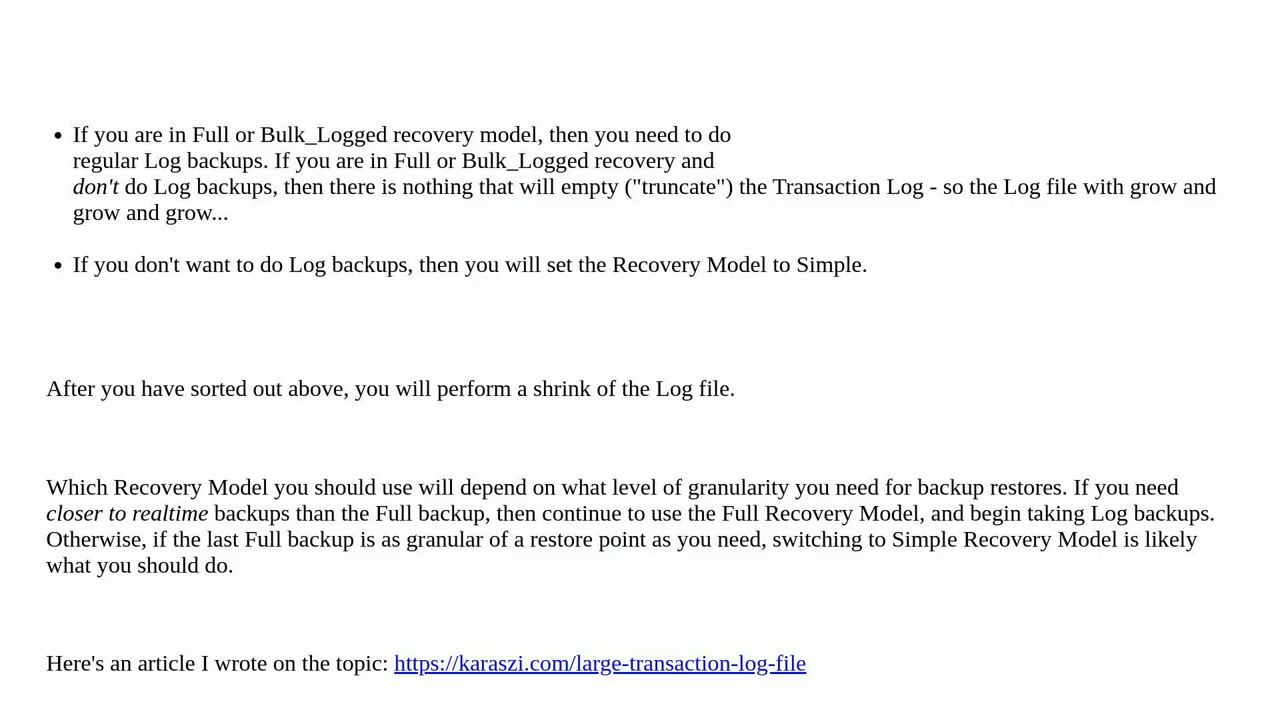 • If you are in Full or Bulk_Logged recovery model, then you need to do
regular Log backups. If you are in Full or Bulk_Logged recovery and
don't do Log backups, then there is nothing that will empty ("truncate") the Transaction Log - so the Log file with grow and
grow and grow...
• If you don't want to do Log backups, then you will set the Recovery Model to Simple.
After you have sorted out above, you will perform a shrink of the Log file.
Which Recovery Model you should use will depend on what level of granularity you need for backup restores. If you need
closer to realtime backups than the Full backup, then continue to use the Full Recovery Model, and begin taking Log backups.
Otherwise, if the last Full backup is as granular of a restore point as you need, switching to Simple Recovery Model is likely
what you should do.
Here's an article I wrote on the topic: https://karaszi.com/large-transaction-log-file